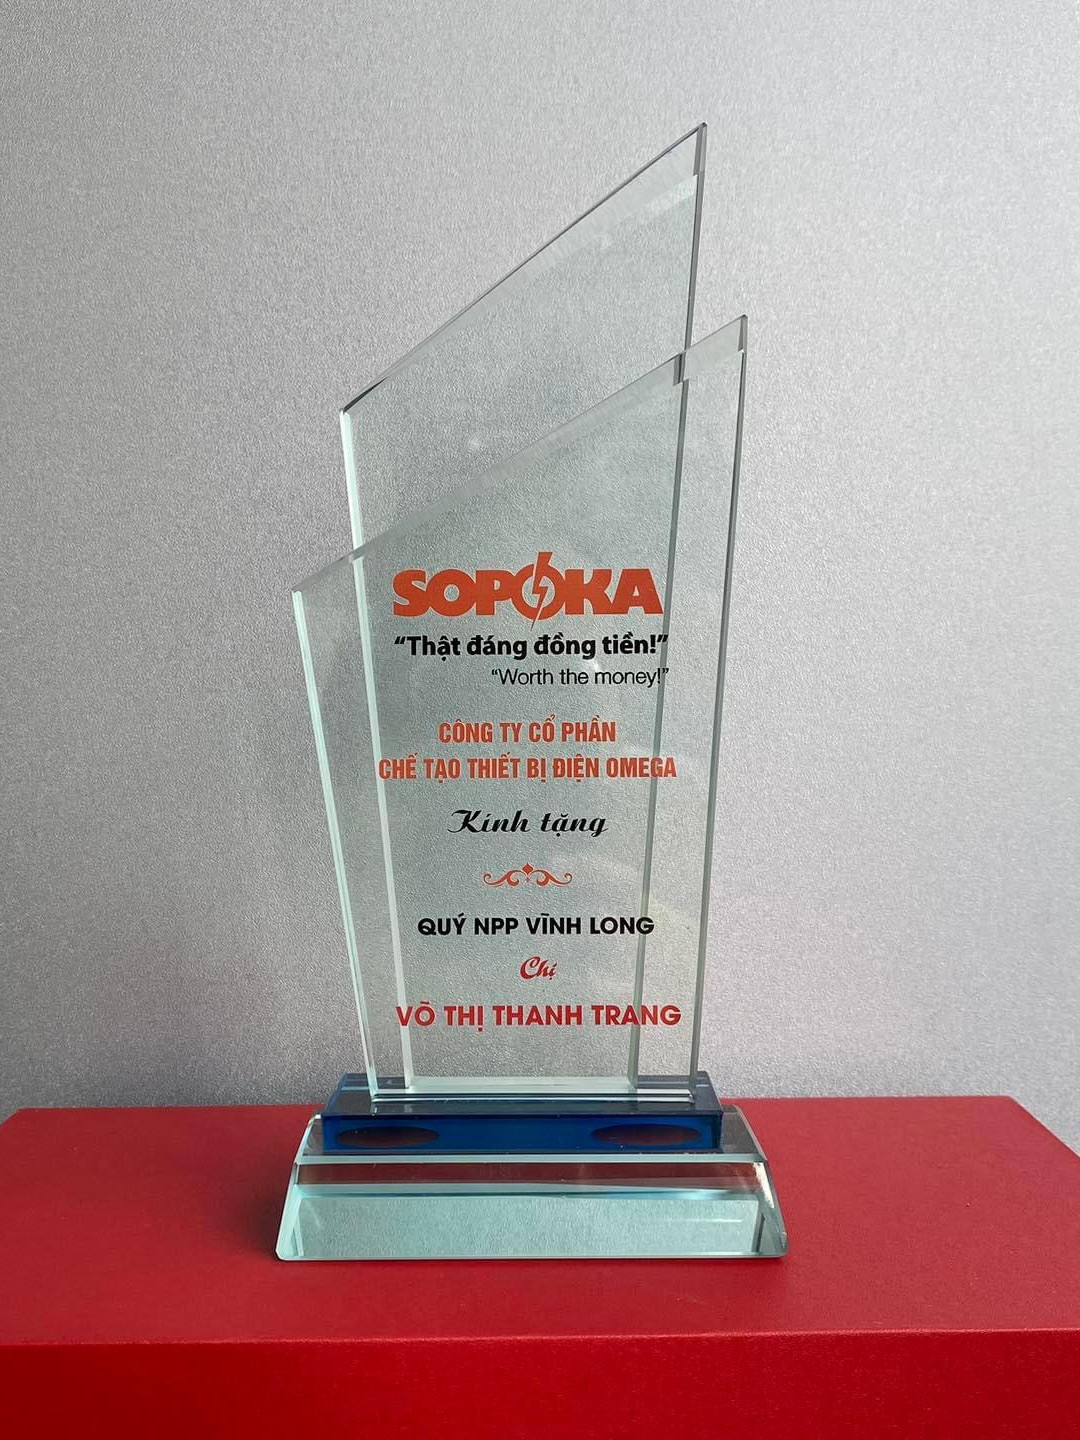 SOPOKA
“Thật đáng đồng tiền!”
“Worth the money!”
CÔNG TY CỔ PHẦN
CHẾ TẠO THIẾT BỊ ĐIỆN OMEGA
Kính tặng
QUÝ NPP VĨNH LONG
Chị
VÕ THỊ THANH TRANG